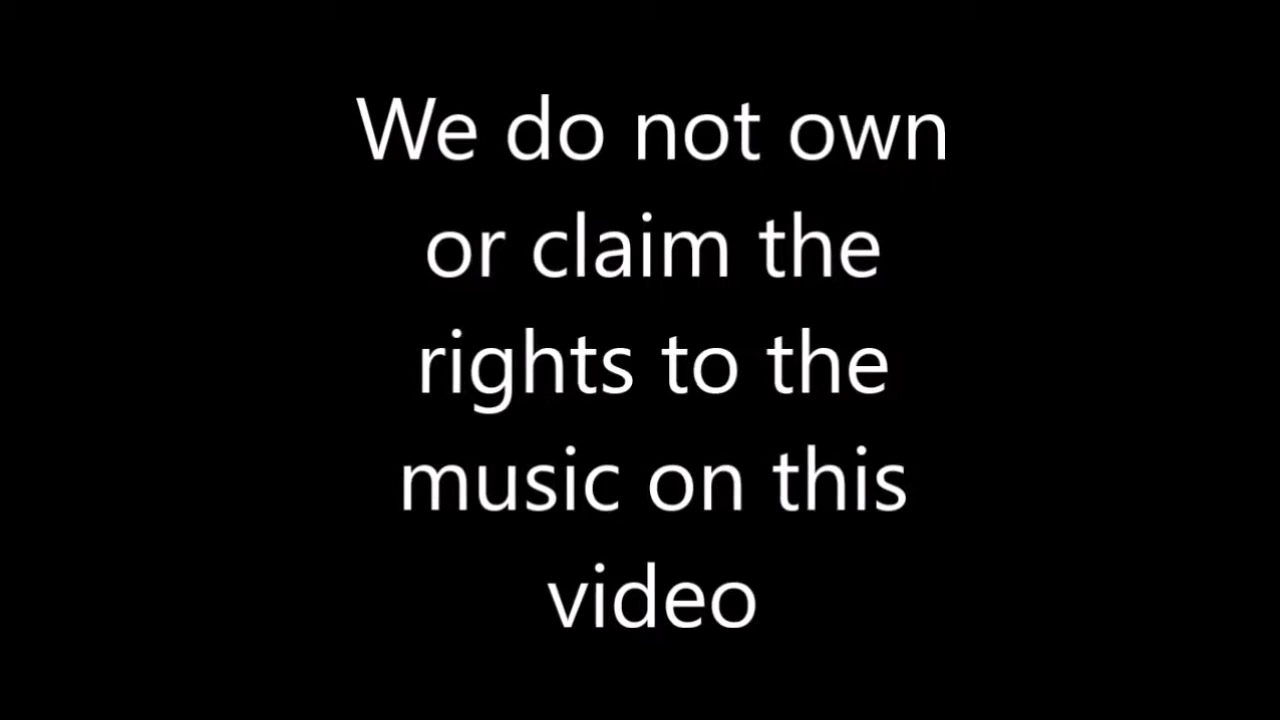 We do not own
or claim the
rights to the
music on this
video